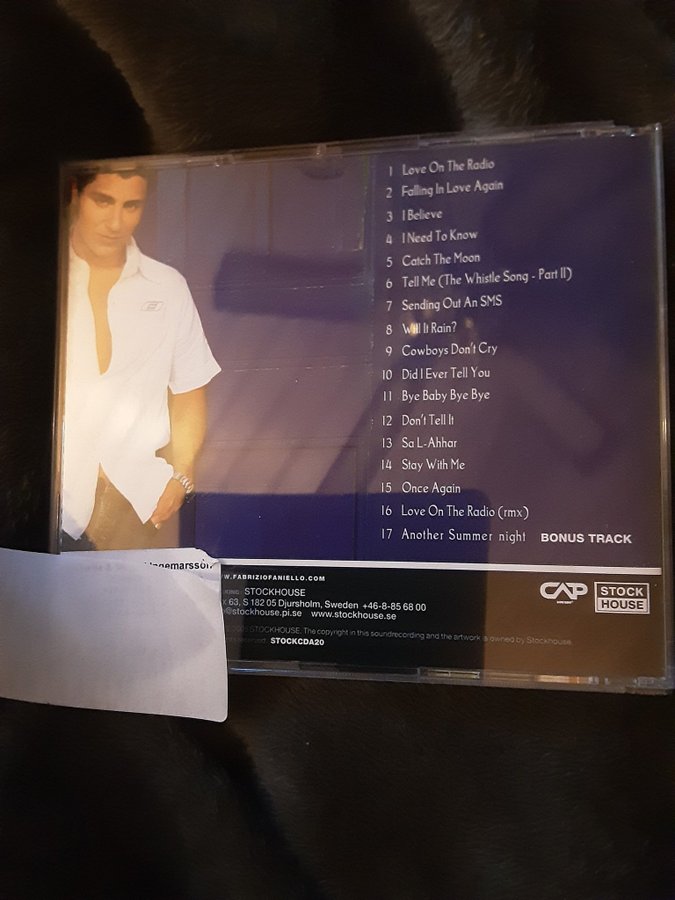 1 Love On The Radio
2 Falling In Love Again
3 I Believe
4 I Need To Know
5 Catch The Moon
6 Tell Me (The Whistle Song - Part II)
7 Sending Out An SMS
8 Will It Rain?
9 Cowboys Don't Cry
10 Did I Ever Tell You
11 Bye Baby Bye Bye
12 Don't Tell It
13 Sa L-Ahhar
14 Stay With Me
15 Once Again
16 Love On The Radio (rmx)
17 Another Summer night BONUS TRACK
Ingemarsson
W.FABRIZIOFANIELLO.COM
STOCKHOUSE
63, S 182 05 Djursholm, Sweden +46-8-85 68 00
@stockhouse.pi.se www.stockhouse.se
STOCKHOUSE. The copyright in this soundrecording and the artwork is owned by Stockhouse.
reserved STOCKCDA20
CAP
STOCK
HOUSE